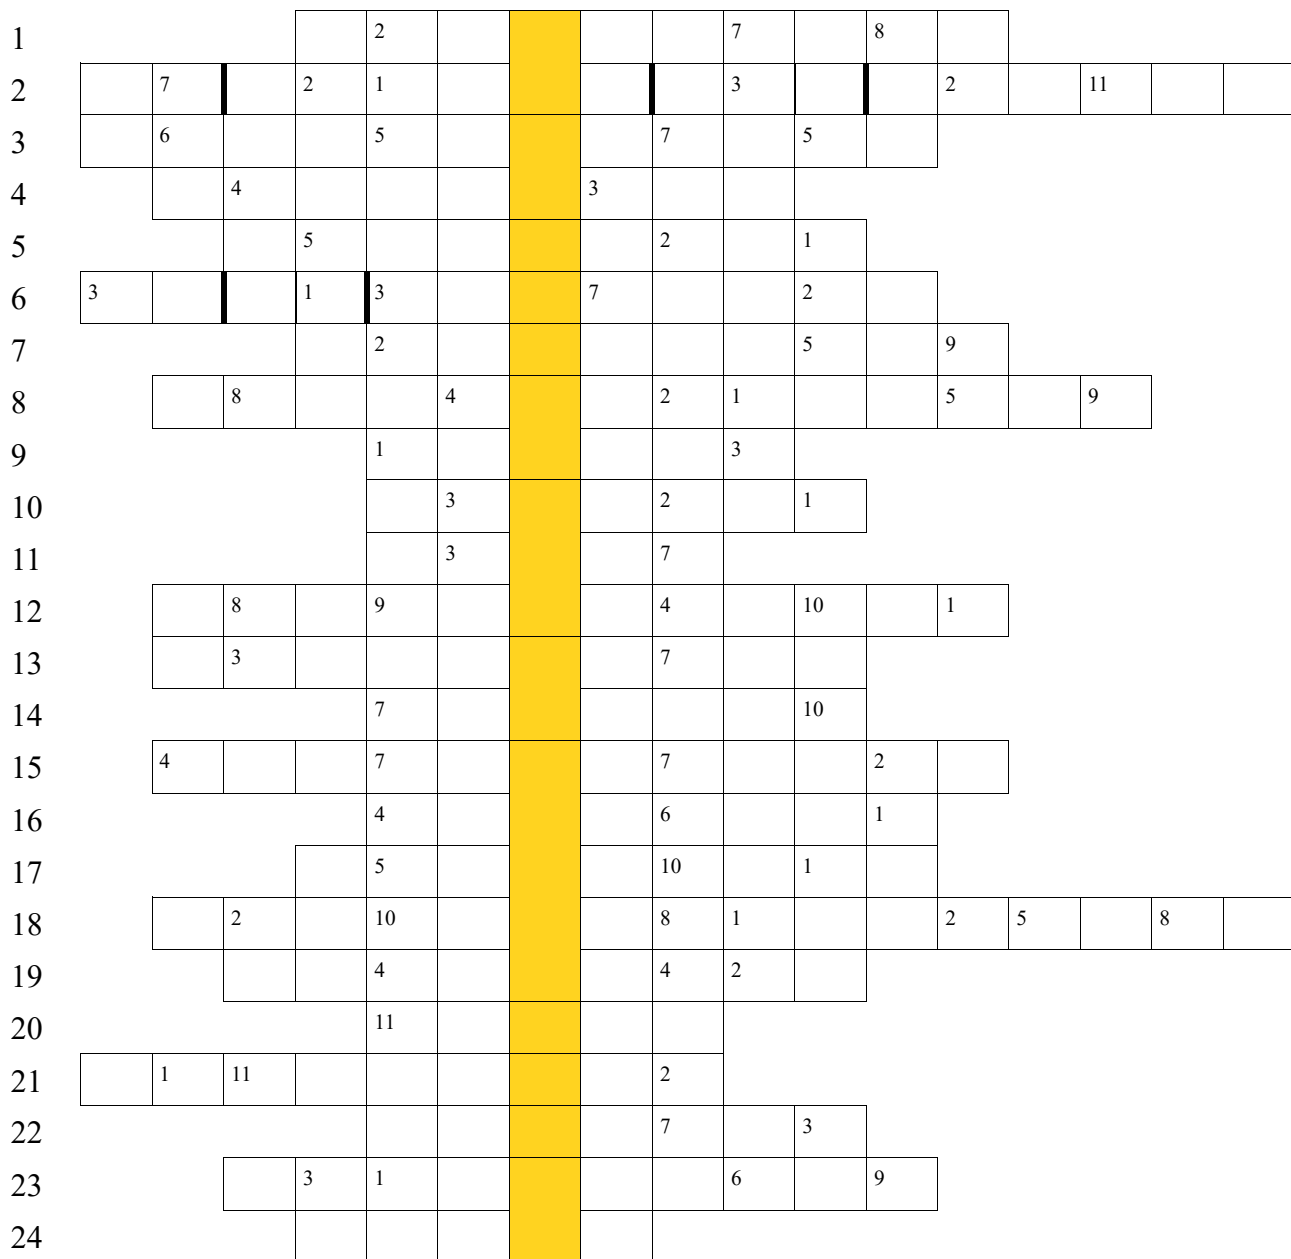 1 2 7 8
2 7 2 1 3 2 11
3 6 5 7 5
4 4 3
5 5 2 1
6 3 1 3 7 2
7 2 5 9
8 8 4 2 1 5 9
9 1 3
10 3 2 1
11 3 7
12 8 9 4 10 1
13 3 7
14 7 10
15 4 7 7 2
16 4 6 1
17 5 10 1
18 2 10 8 1 2 5 8
19 4 4 2
20 11
21 1 11 2
22 7 3
23 3 1 6 9
24